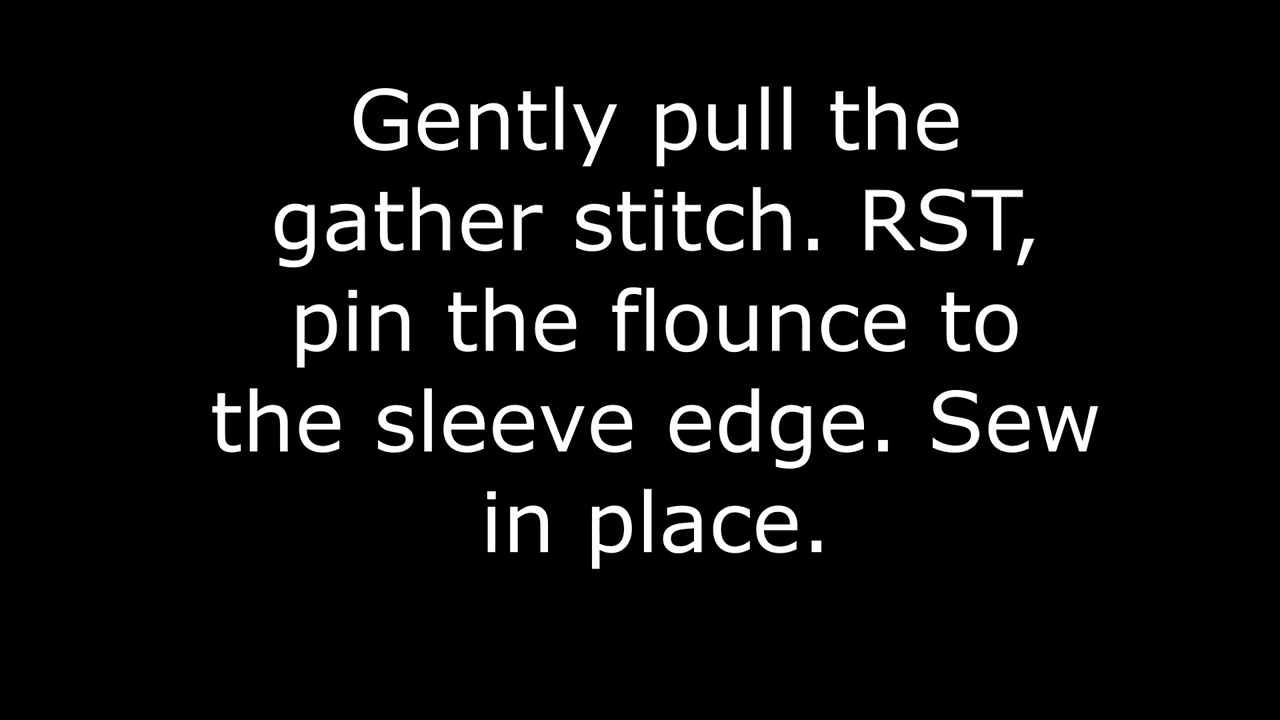 Gently pull the
gather stitch. RST,
pin the flounce to
the sleeve edge. Sew
in place.